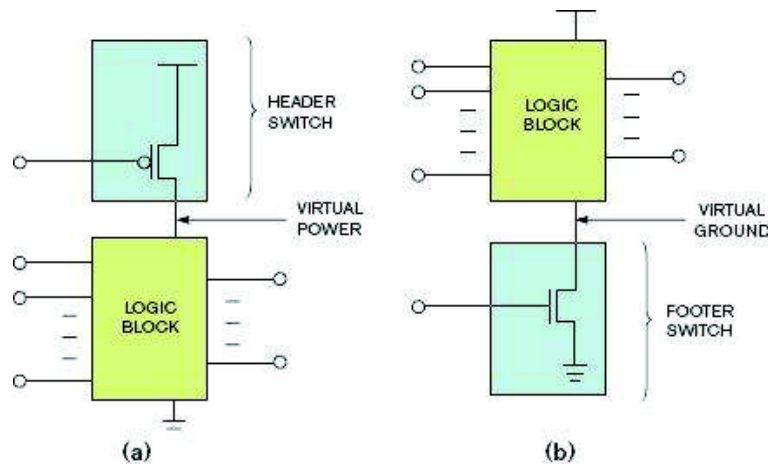 HEADER
SWITCH
VIRTUAL
POWER
LOGIC
BLOCK
(a)
LOGIC
BLOCK
VIRTUAL
GROUND
FOOTER
SWITCH
(b)